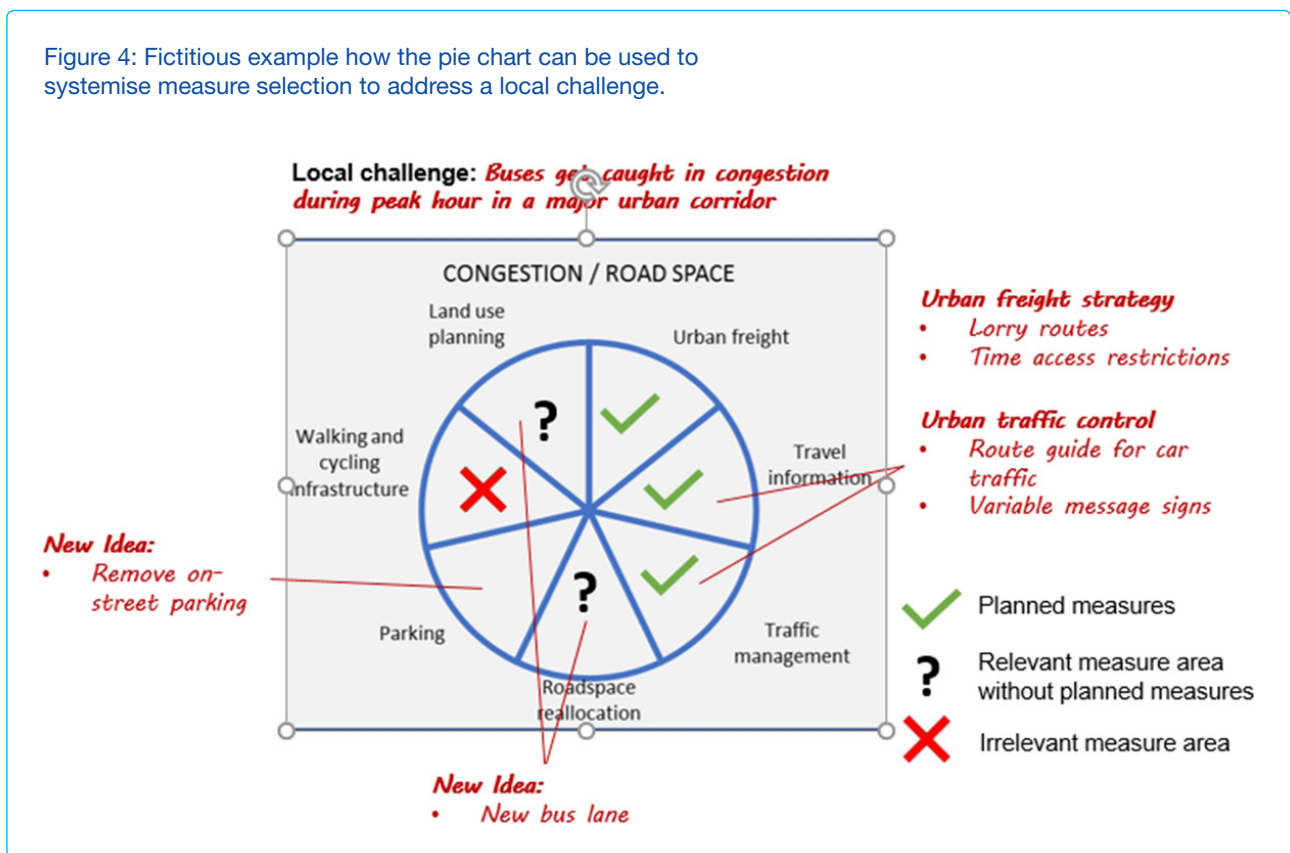 Figure 4: Fictitious example how the pie chart can be used to
systemise measure selection to address a local challenge.
Local challenge: Buses get caught in congestion
during peak hour in a major urban corridor
CONGESTION / ROAD SPACE
Land use
planning
Urban freight
Urban freight strategy
• Lorry routes
• Time access restrictions
?
Walking and
cycling
infrastructure
Travel
information
Urban traffic control
• Route guide for car
traffic
• Variable message signs
New Idea:
• Remove on-
street parking
?
Parking
Traffic
management
Roadspace
reallocation
Planned measures
? Relevant measure area
without planned measures
Irrelevant measure area
New Idea:
• New bus lane